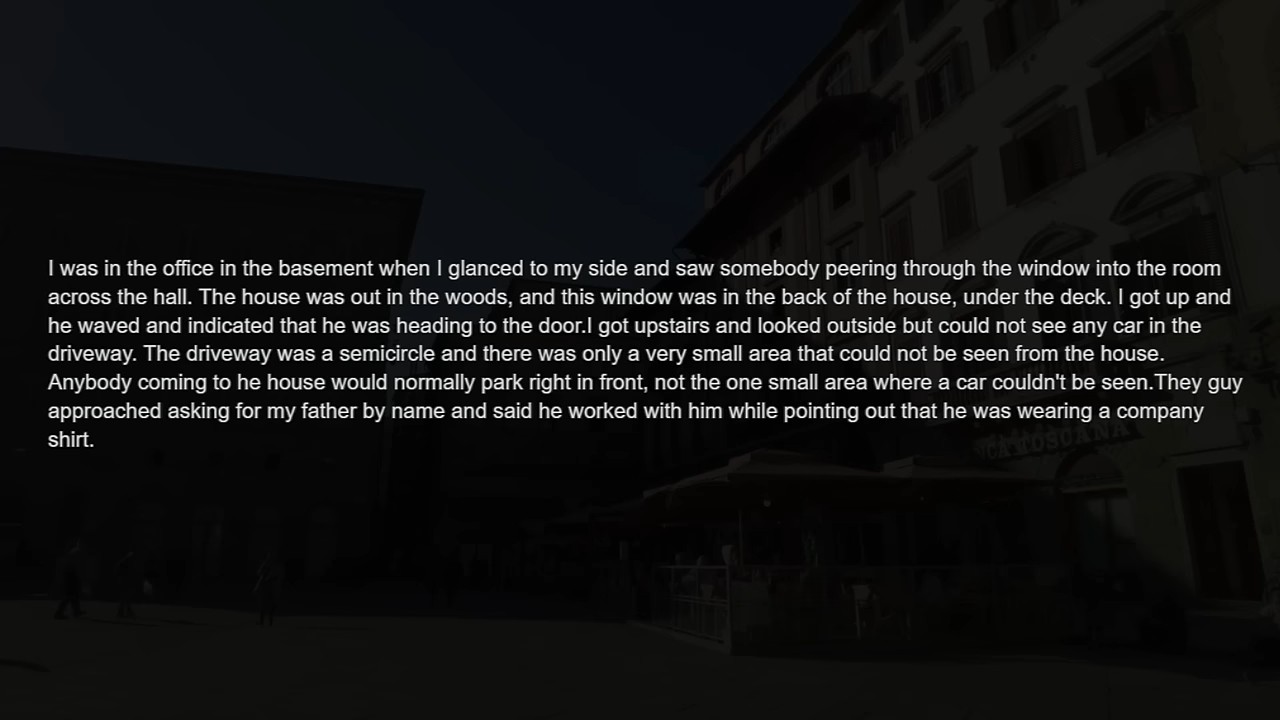 I was in the office in the basement when I glanced to my side and saw somebody peering through the window into the room
across the hall. The house was out in the woods, and this window was in the back of the house, under the deck. I got up and
he waved and indicated that he was heading to the door.I got upstairs and looked outside but could not see any car in the
driveway. The driveway was a semicircle and there was only a very small area that could not be seen from the house.
Anybody coming to he house would normally park right in front, not the one small area where a car couldn't be seen.They guy
approached asking for my father by name and said he worked with him while pointing out that he was wearing a company
shirt.
CA TOSCANA